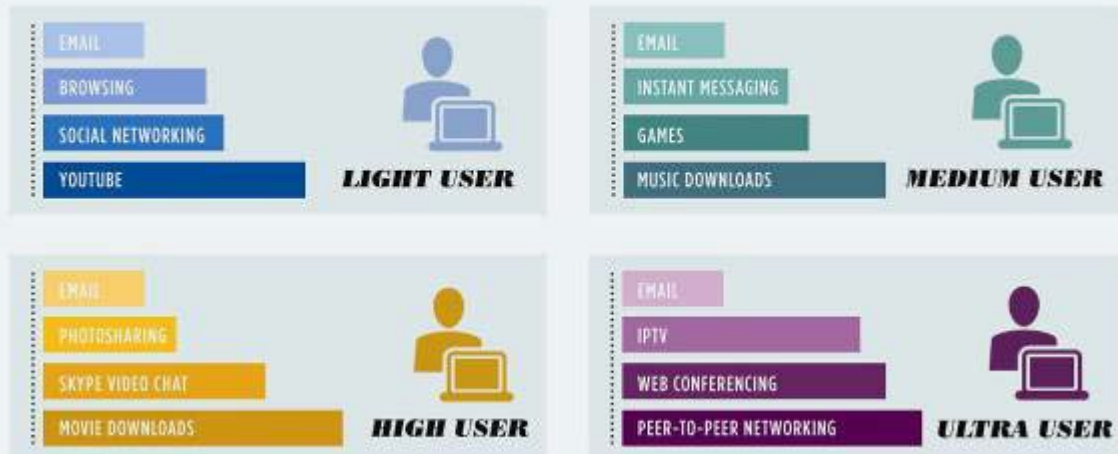 EMAIL
BROWSING
SOCIAL NETWORKING
YOUTUBE
LIGHT USER
EMAIL
INSTANT MESSAGING
GAMES
MUSIC DOWNLOADS
MEDIUM USER
EMAIL
PHOTOSHARING
SKYPE VIDEO CHAT
MOVIE DOWNLOADS
HIGH USER
EMAIL
IPTV
WEB CONFERENCING
PEER-TO-PEER NETWORKING
ULTRA USER